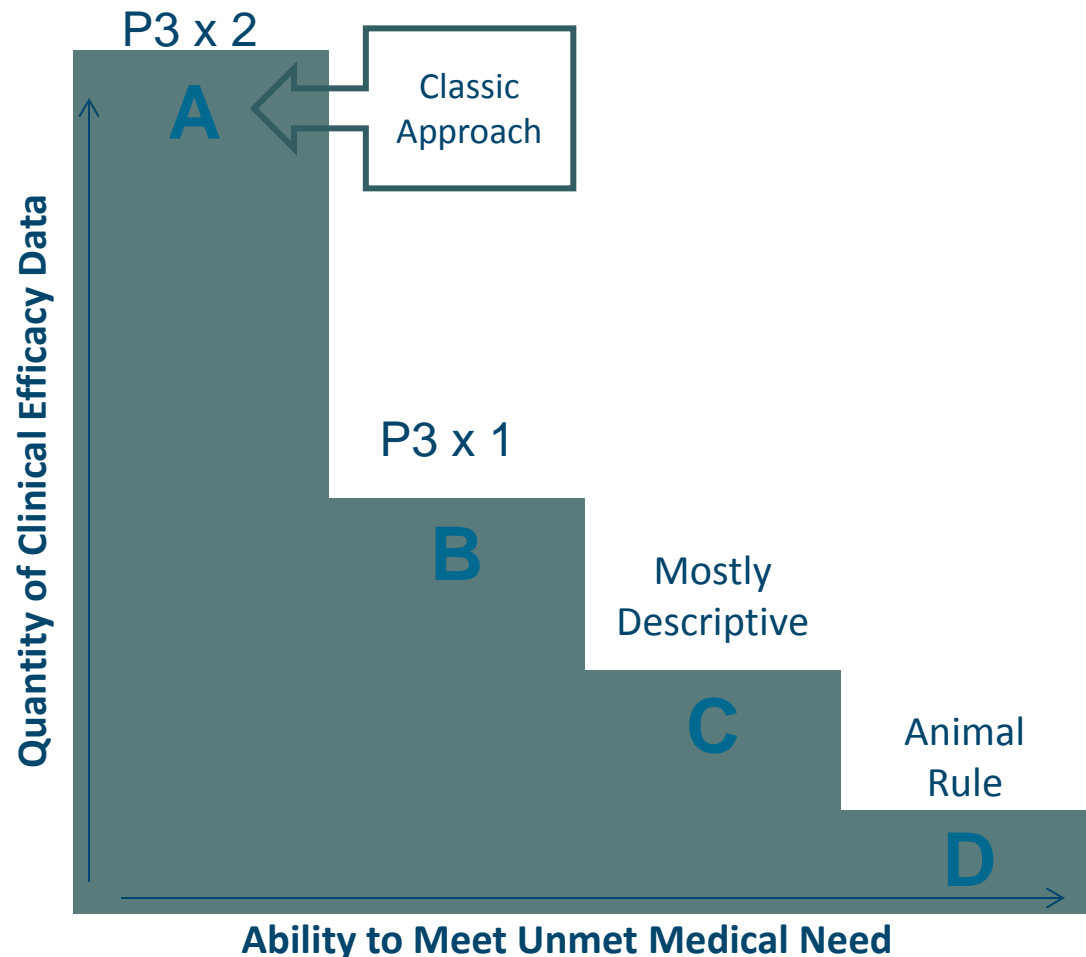 P3 x 2
A
Classic
Approach
Quantity of Clinical Efficacy Data
P3 x 1
B
Mostly
Descriptive
C
Animal
Rule
D
Ability to Meet Unmet Medical Need